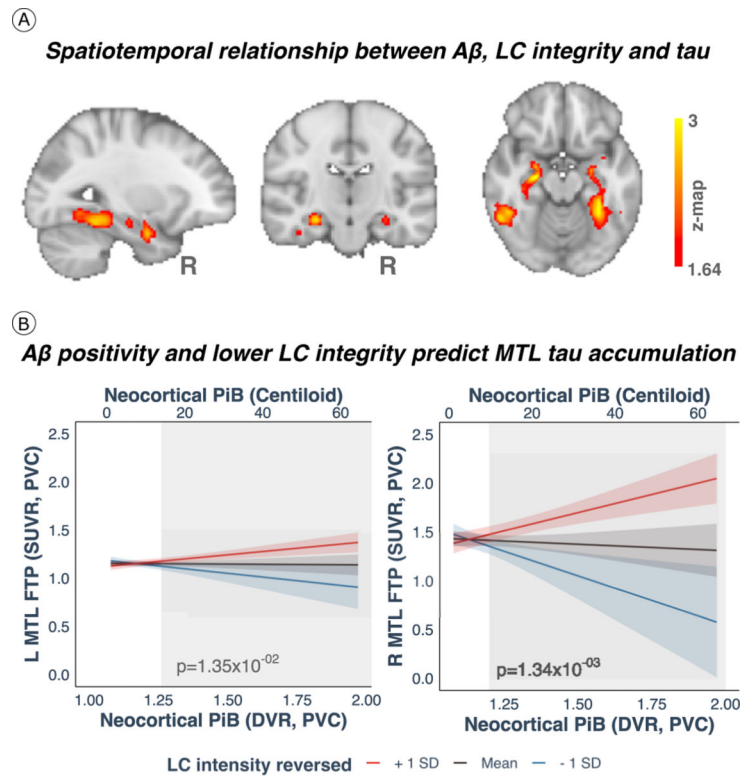 A
Spatiotemporal relationship between Aβ, LC integrity and tau
R
R
3
z-map
1.64
B
Aβ positivity and lower LC integrity predict MTL tau accumulation
Neocortical PiB (Centiloid)
0 20 40 60
L MTL FTP (SUVR, PVC)
2.5
2.0
1.5
1.0
0.5
0.0
p=1.35x10⁻⁰²
1.00 1.25 1.50 1.75 2.00
Neocortical PiB (DVR, PVC)
Neocortical PiB (Centiloid)
0 20 40 60
R MTL FTP (SUVR, PVC)
2.5
2.0
1.5
1.0
0.5
0.0
p=1.34x10⁻⁰³
1.25 1.50 1.75 2.00
Neocortical PiB (DVR, PVC)
LC intensity reversed + 1 SD Mean - 1 SD